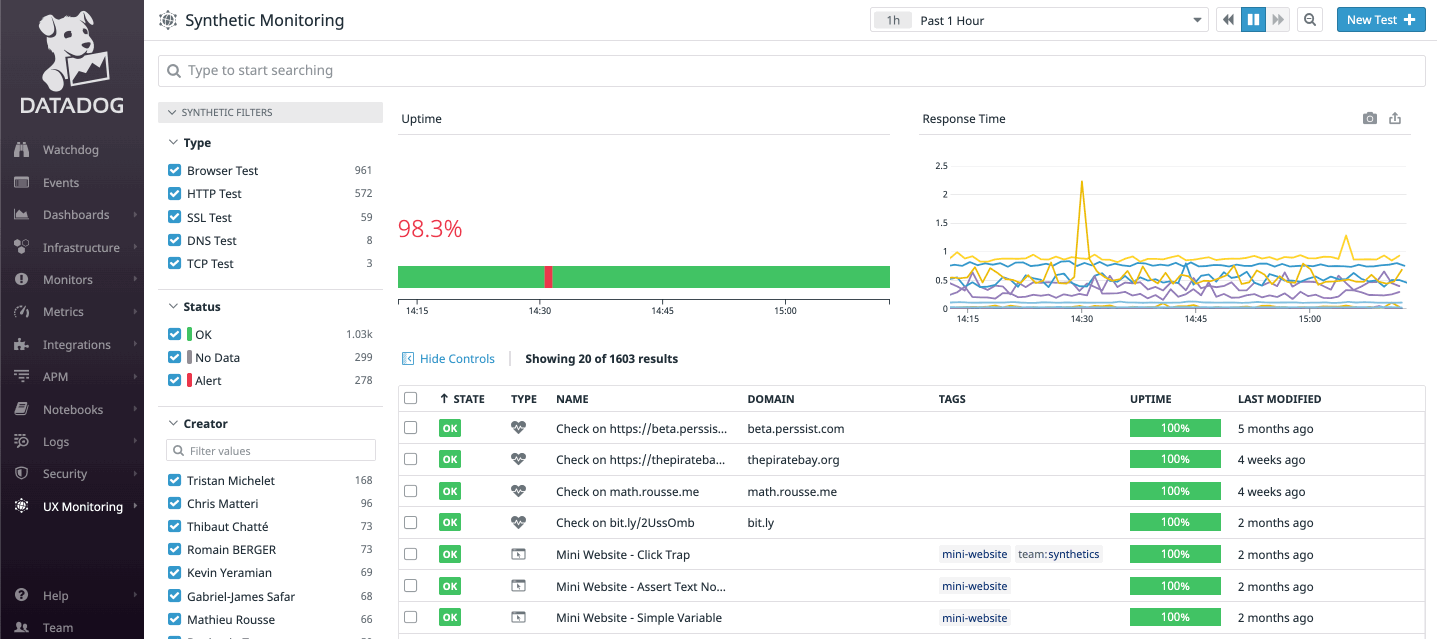 DATADOG
Watchdog
Events
Dashboards
Infrastructure
Monitors
Metrics
Integrations
APM
Notebooks
Logs
Security
UX Monitoring
Help
Team
Synthetic Monitoring
1h Past 1 Hour
New Test +
Type to start searching
SYNTHETIC FILTERS
Type
Browser Test 961
HTTP Test 572
SSL Test 59
DNS Test 8
TCP Test 3
Status
OK 1.03k
No Data 299
Alert 278
Creator
Filter values
Tristan Michelet 168
Chris Matteri 96
Thibaut Chatté 73
Romain BERGER 73
Kevin Yeramian 69
Gabriel-James Safar 68
Mathieu Rousse 66
Uptime
98.3%
14:15 14:30 14:45 15:00
Response Time
2.5
2
1.5
1
0.5
0
14:15 14:30 14:45 15:00
Hide Controls Showing 20 of 1603 results
STATE TYPE NAME DOMAIN TAGS UPTIME LAST MODIFIED
OK Check on https://beta.perssis... beta.perssist.com 100% 5 months ago
OK Check on https://thepirateba... thepiratebay.org 100% 4 weeks ago
OK Check on math.rousse.me math.rousse.me 100% 4 weeks ago
OK Check on bit.ly/2UssOmb bit.ly 100% 2 months ago
OK Mini Website - Click Trap mini-website team:synthetics 100% 2 months ago
OK Mini Website - Assert Text No... mini-website 100% 2 months ago
OK Mini Website - Simple Variable mini-website 100% 2 months ago